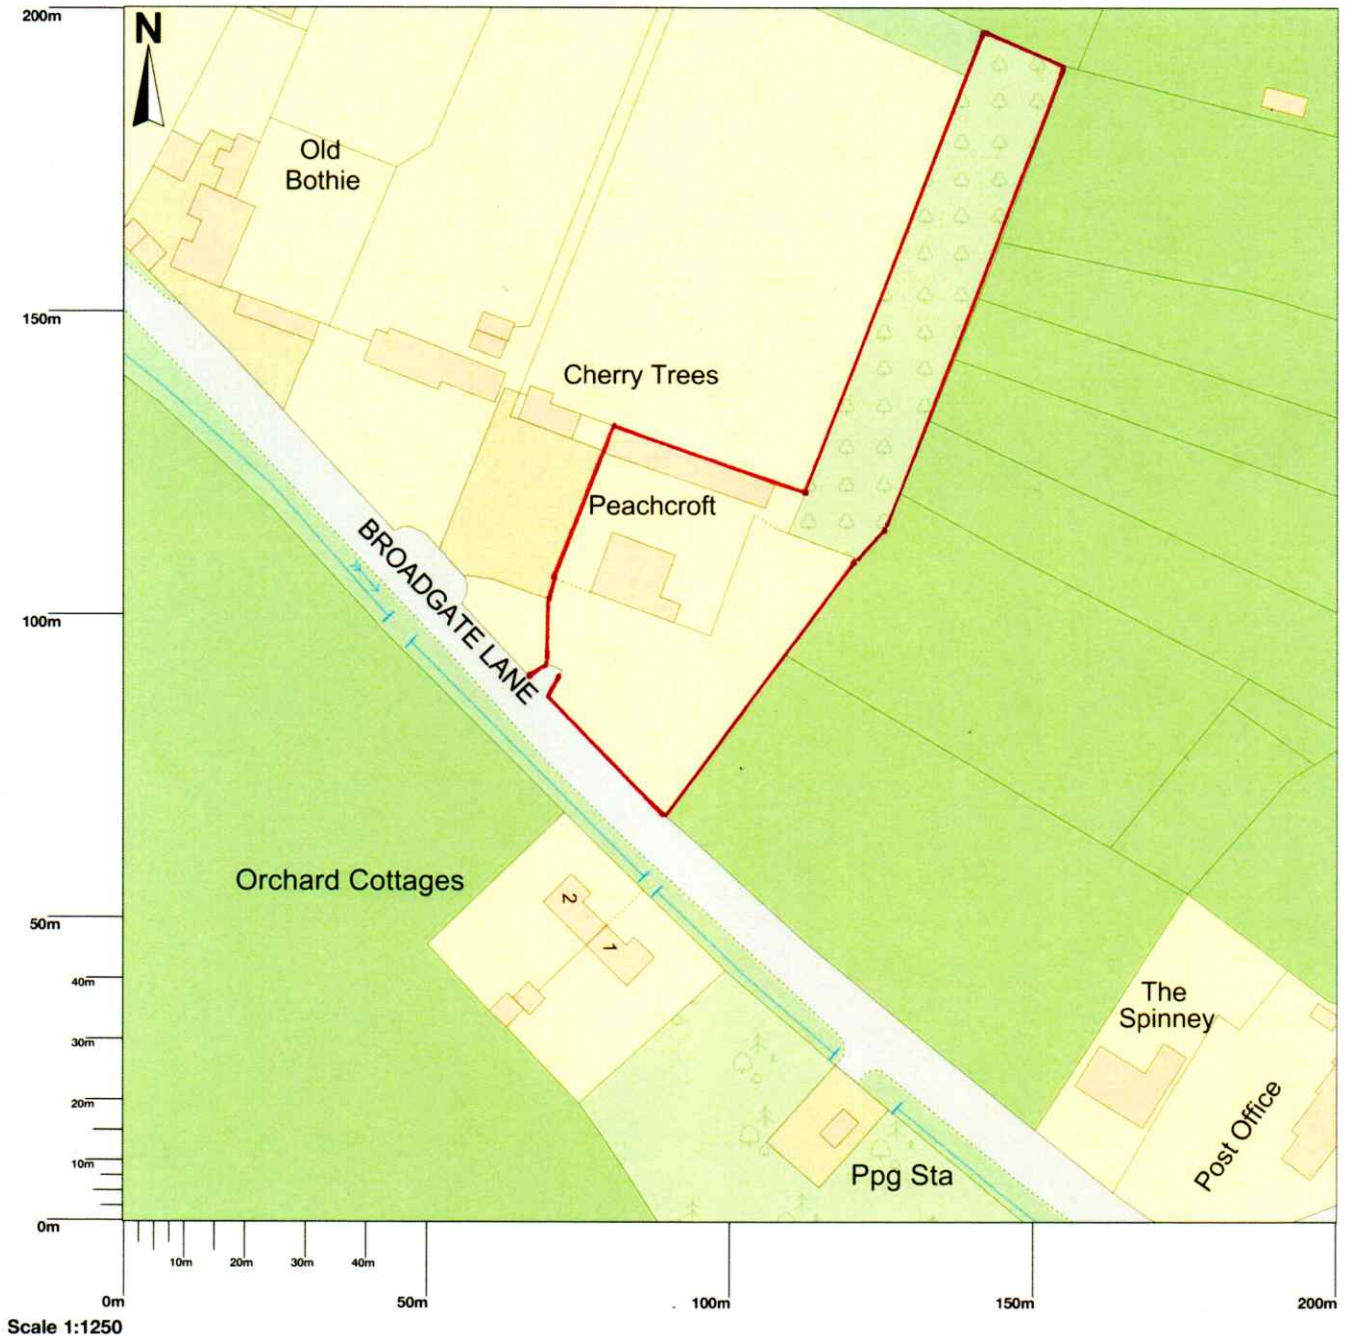 200m
N
Old
Bothie
150m
Cherry Trees
Peachcroft
BROADGATE LANE
100m
Orchard Cottages
2
1
50m
40m
The
Spinney
30m
20m
Post Office
10m
Ppg Sta
0m
10m 20m 30m 40m
0m 50m 100m 150m 200m
Scale 1:1250